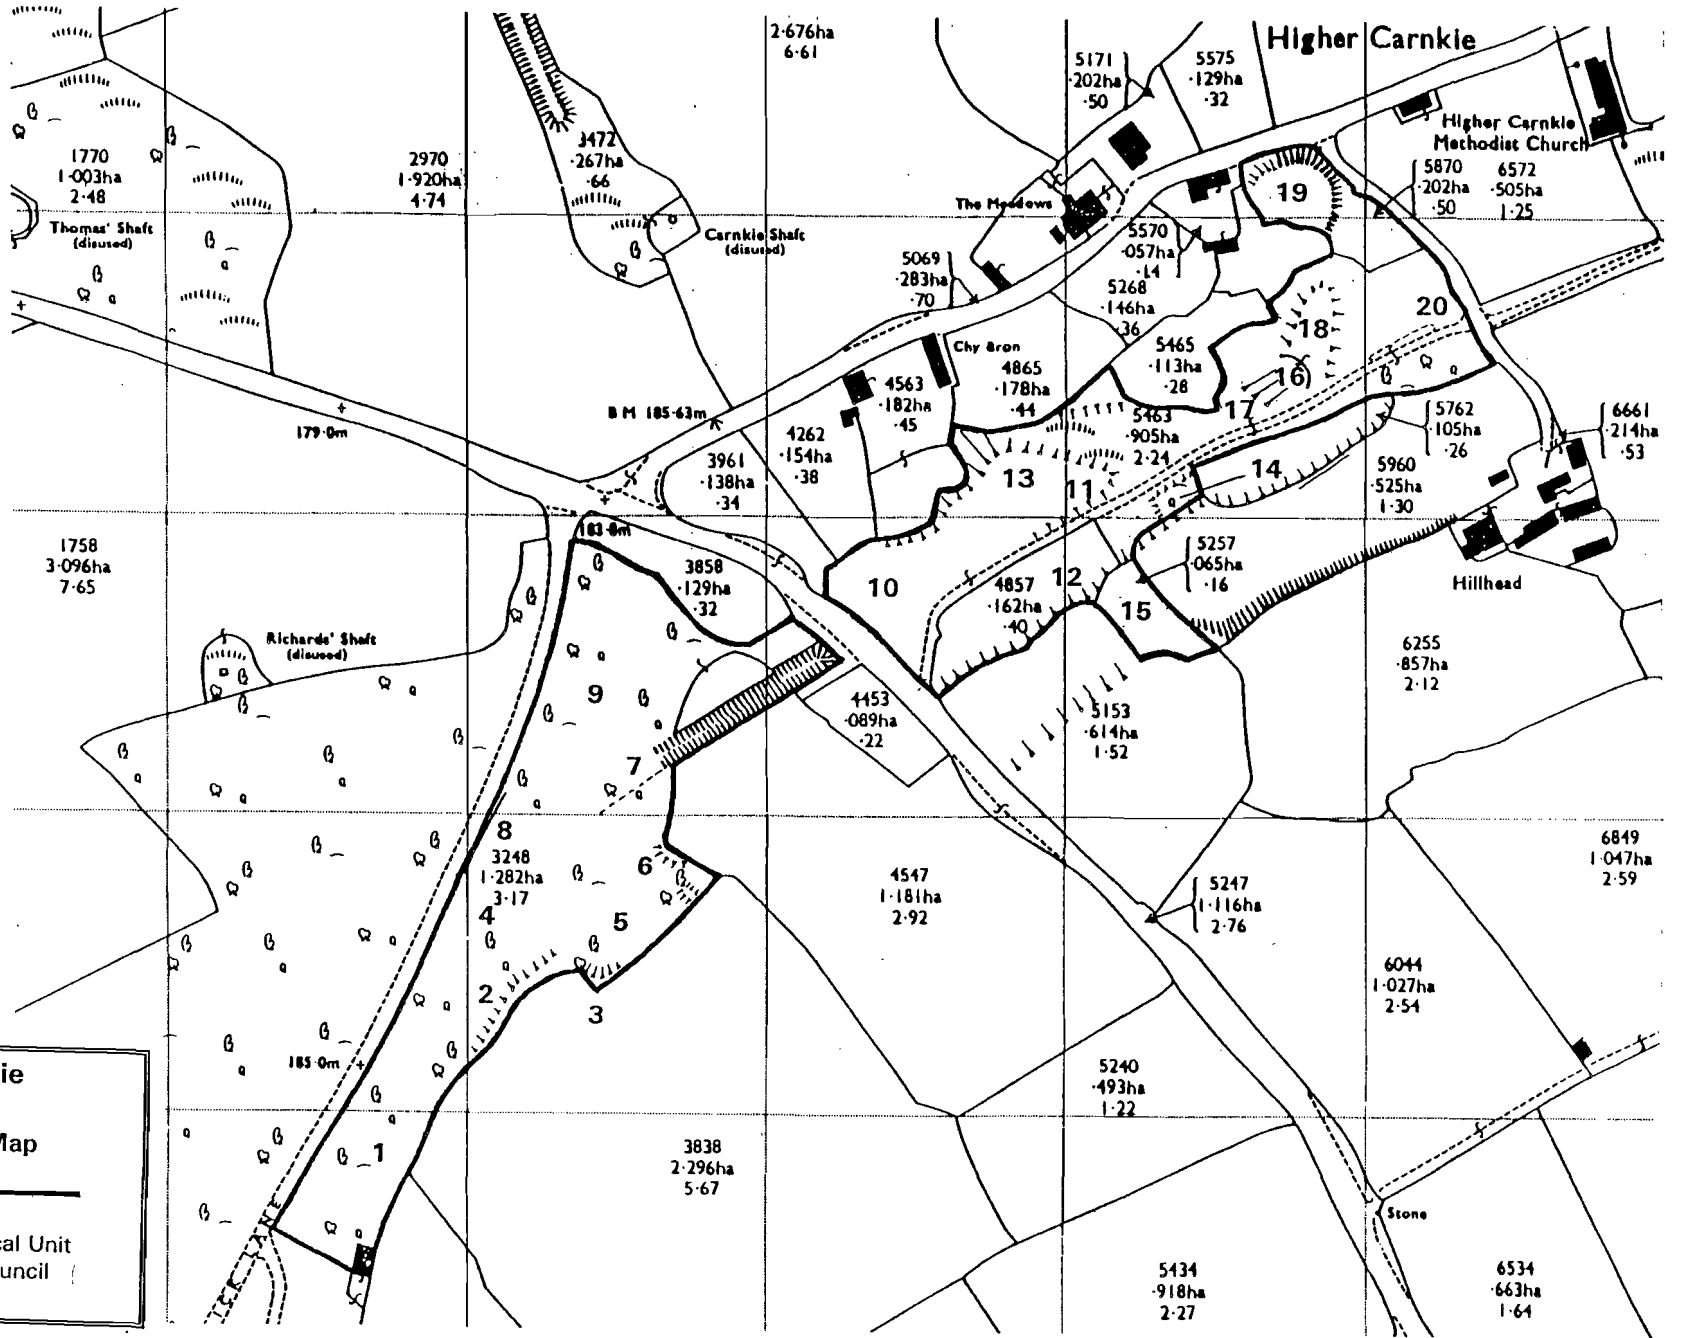 Higher Carnkie
2·676ha
6·61
5171
·202ha
·50
5575
·129ha
·32
Higher Carnkie
Methodist Church
1770
1·003ha
2·48
2970
1·920ha
4·74
3472
·267ha
·66
5870
·202ha
·50
6572
·505ha
1·25
19
The Meadows
Thomas' Shaft
(disused)
Carnkie Shaft
(disused)
5570
·057ha
·14
5069
·283ha
·70
5268
·146ha
·36
20
18
Chy Bron
4865
·178ha
·44
5465
·113ha
·28
16
17
4563
·182ha
·45
BM 185·63m
179·0m
4262
·154ha
·38
5463
·905ha
2·24
5762
·105ha
·26
6661
·214ha
·53
3961
·138ha
·34
13
11
14
5960
·525ha
1·30
183·8m
1758
3·096ha
7·65
3858
·129ha
·32
10
4857
·162ha
·40
12
5257
·065ha
·16
15
Hillhead
Richards' Shaft
(disused)
6255
·857ha
2·12
9
4453
·089ha
·22
5153
·614ha
1·52
7
8
3248
1·282ha
3·17
6
6849
1·047ha
2·59
4547
1·181ha
2·92
5247
1·116ha
2·76
4
5
2
3
6044
1·027ha
2·54
185·0m
5240
·493ha
1·22
1
3838
2·296ha
5·67
Stone
5434
·918ha
2·27
6534
·663ha
1·64
LANE
ie
Map
cal Unit
uncil